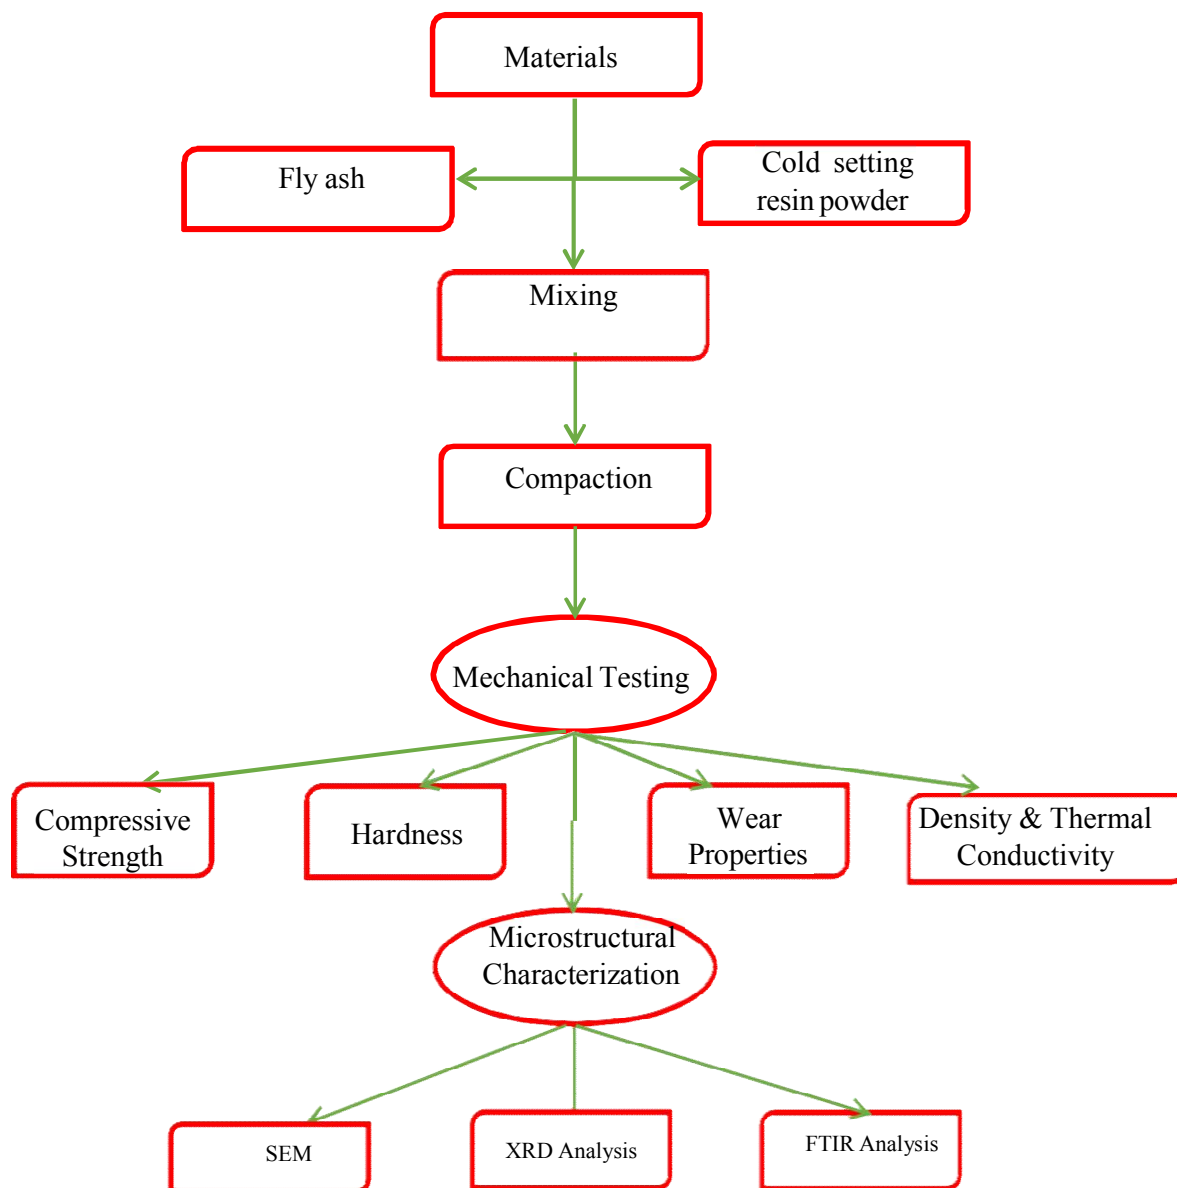 Materials
Fly ash
Cold setting
resin powder
Mixing
Compaction
Mechanical Testing
Compressive
Strength
Hardness
Wear
Properties
Density & Thermal
Conductivity
Microstructural
Characterization
SEM
XRD Analysis
FTIR Analysis